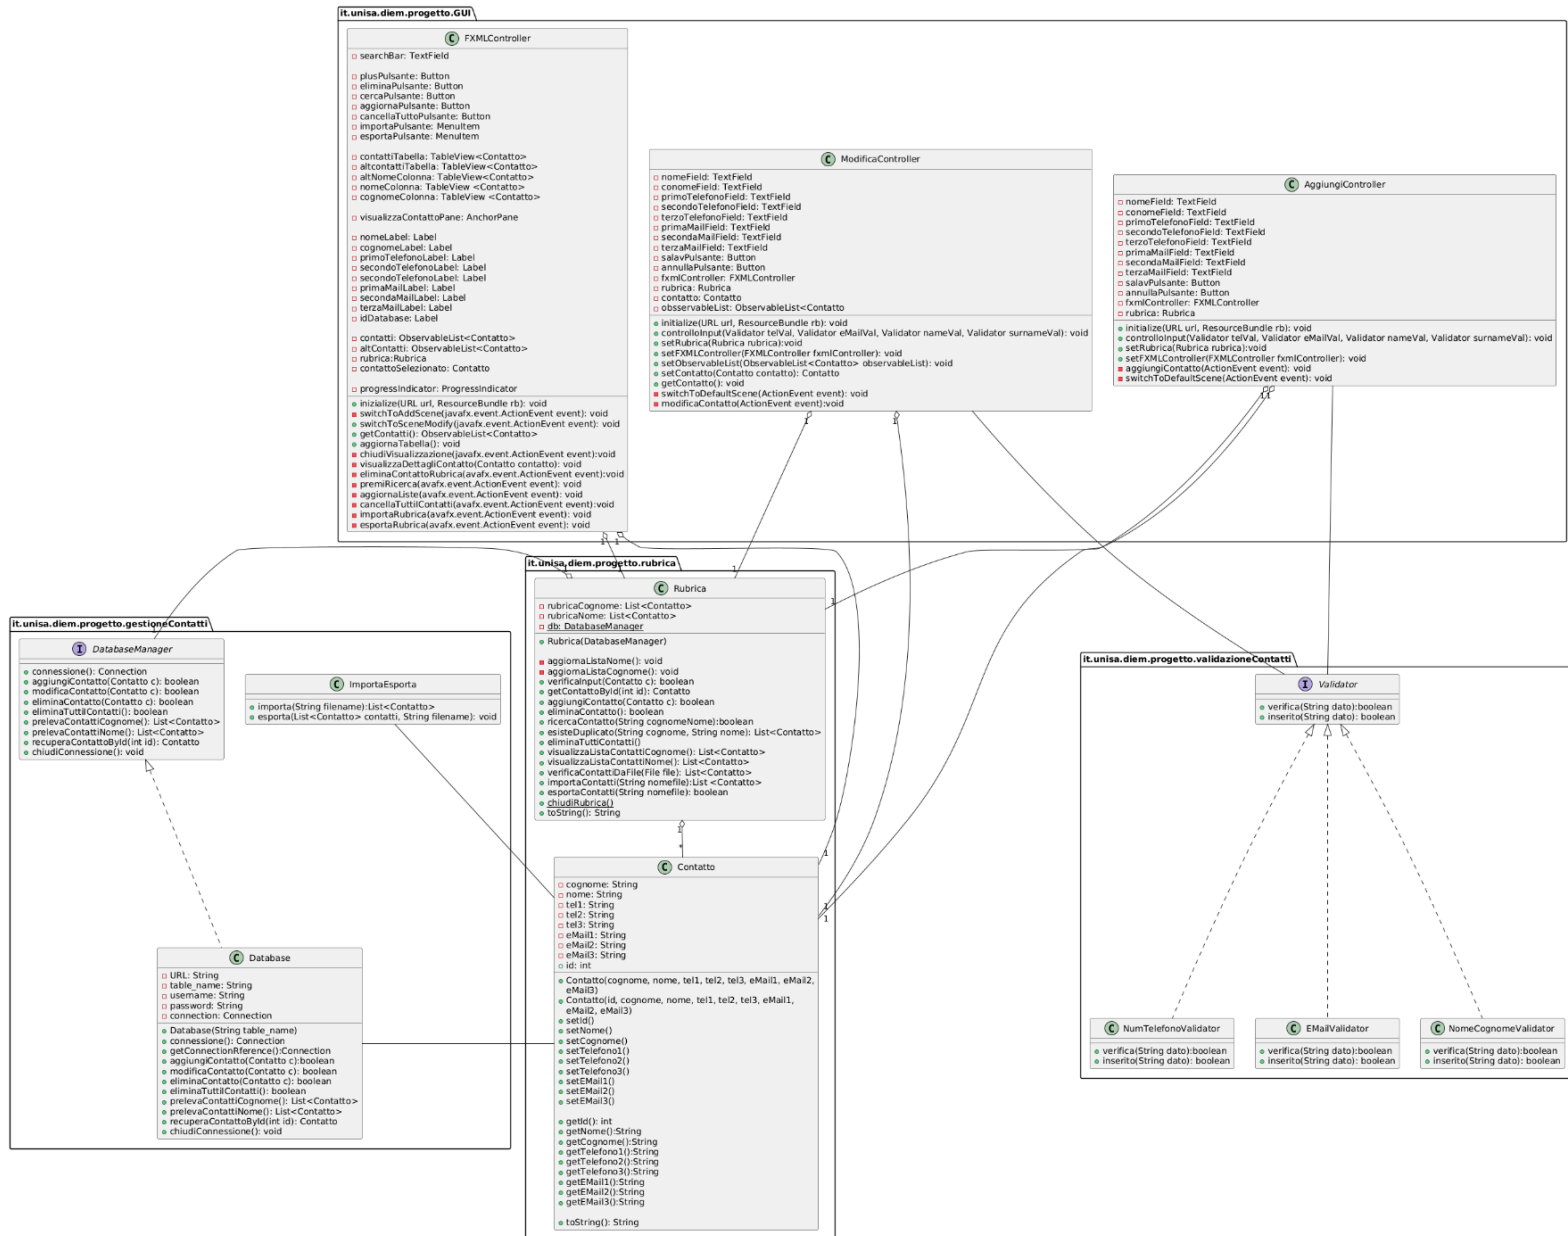 it.unisa.diem.progetto.GUI
FXMLController
searchBar: TextField
plusPulsante: Button
eliminaPulsante: Button
cercaPulsante: Button
aggiornaPulsante: Button
cancellaTuttoPulsante: Button
importaPulsante: MenuItem
esportaPulsante: MenuItem
contattiTabella: TableView<Contatto>
altcontattiTabella: TableView<Contatto>
altNomeColonna: TableView<Contatto>
nomeColonna: TableView <Contatto>
cognomeColonna: TableView <Contatto>
visualizzaContattoPane: AnchorPane
nomeLabel: Label
cognomeLabel: Label
primoTelefonoLabel: Label
secondoTelefonoLabel: Label
secondoTelefonoLabel: Label
primaMailLabel: Label
secondaMailLabel: Label
terzaMailLabel: Label
idDatabase: Label
contatti: ObservableList<Contatto>
altContatti: ObservableList<Contatto>
rubrica:Rubrica
contattoSelezionato: Contatto
progressIndicator: ProgressIndicator
inizialize(URL url, ResourceBundle rb): void
switchToAddScene(javafx.event.ActionEvent event): void
switchToSceneModify(javafx.event.ActionEvent event): void
getContatti(): ObservableList<Contatto>
aggiornaTabella(): void
chiudiVisualizzazione(javafx.event.ActionEvent event):void
visualizzaDettagliContatto(Contatto contatto): void
eliminaContattoRubrica(avafx.event.ActionEvent event):void
premiRicerca(avafx.event.ActionEvent event): void
aggiornaListe(avafx.event.ActionEvent event): void
cancellaTuttiIContatti(avafx.event.ActionEvent event):void
importaRubrica(avafx.event.ActionEvent event): void
esportaRubrica(avafx.event.ActionEvent event): void
ModificaController
nomeField: TextField
conomeField: TextField
primoTelefonoField: TextField
secondoTelefonoField: TextField
terzoTelefonoField: TextField
primaMailField: TextField
secondaMailField: TextField
terzaMailField: TextField
salavPulsante: Button
annullaPulsante: Button
fxmlController: FXMLController
rubrica: Rubrica
contatto: Contatto
obsservableList: ObservableList<Contatto
initialize(URL url, ResourceBundle rb): void
controlloInput(Validator telVal, Validator eMailVal, Validator nameVal, Validator surnameVal): void
setRubrica(Rubrica rubrica):void
setFXMLController(FXMLController fxmlController): void
setObservableList(ObservableList<Contatto> observableList): void
setContatto(Contatto contatto): Contatto
getContatto(): void
switchToDefaultScene(ActionEvent event): void
modificaContatto(ActionEvent event):void
AggiungiController
nomeField: TextField
conomeField: TextField
primoTelefonoField: TextField
secondoTelefonoField: TextField
terzoTelefonoField: TextField
primaMailField: TextField
secondaMailField: TextField
terzaMailField: TextField
salavPulsante: Button
annullaPulsante: Button
fxmlController: FXMLController
rubrica: Rubrica
initialize(URL url, ResourceBundle rb): void
controlloInput(Validator telVal, Validator eMailVal, Validator nameVal, Validator surnameVal): void
setRubrica(Rubrica rubrica):void
setFXMLController(FXMLController fxmlController): void
aggiungiContatto(ActionEvent event): void
switchToDefaultScene(ActionEvent event): void
1
1
1
1
1
1
1
1
1
1
1
it.unisa.diem.progetto.rubrica
Rubrica
rubricaCognome: List<Contatto>
rubricaNome: List<Contatto>
db: DatabaseManager
Rubrica(DatabaseManager)
aggiornaListaNome(): void
aggiornaListaCognome(): void
verificaInput(Contatto c): boolean
getContattoById(int id): Contatto
aggiungiContatto(Contatto c): boolean
eliminaContatto(): boolean
ricercaContatto(String cognomeNome):boolean
esisteDuplicato(String cognome, String nome): List<Contatto>
eliminaTuttiContatti()
visualizzaListaContattiCognome(): List<Contatto>
visualizzaListaContattiNome(): List<Contatto>
verificaContattiDaFile(File file): List<Contatto>
importaContatti(String nomefile):List <Contatto>
esportaContatti(String nomefile): boolean
chiudiRubrica()
toString(): String
1
*
Contatto
cognome: String
nome: String
tel1: String
tel2: String
tel3: String
eMail1: String
eMail2: String
eMail3: String
id: int
Contatto(cognome, nome, tel1, tel2, tel3, eMail1, eMail2,
eMail3)
Contatto(id, cognome, nome, tel1, tel2, tel3, eMail1,
eMail2, eMail3)
setId()
setNome()
setCognome()
setTelefono1()
setTelefono2()
setTelefono3()
setEMail1()
setEMail2()
setEMail3()
getId(): int
getNome():String
getCognome():String
getTelefono1():String
getTelefono2():String
getTelefono3():String
getEMail1():String
getEMail2():String
getEMail3():String
toString(): String
1
1
1
it.unisa.diem.progetto.gestioneContatti
DatabaseManager
connessione(): Connection
aggiungiContatto(Contatto c): boolean
modificaContatto(Contatto c): boolean
eliminaContatto(Contatto c): boolean
eliminaTuttiIContatti(): boolean
prelevaContattiCognome(): List<Contatto>
prelevaContattiNome(): List<Contatto>
recuperaContattoById(int id): Contatto
chiudiConnessione(): void
ImportaEsporta
importa(String filename):List<Contatto>
esporta(List<Contatto> contatti, String filename): void
Database
URL: String
table_name: String
username: String
password: String
connection: Connection
Database(String table_name)
connessione(): Connection
getConnectionRference():Connection
aggiungiContatto(Contatto c):boolean
modificaContatto(Contatto c): boolean
eliminaContatto(Contatto c): boolean
eliminaTuttiIContatti(): boolean
prelevaContattiCognome(): List<Contatto>
prelevaContattiNome(): List<Contatto>
recuperaContattoById(int id): Contatto
chiudiConnessione(): void
it.unisa.diem.progetto.validazioneContatti
Validator
verifica(String dato):boolean
inserito(String dato): boolean
NumTelefonoValidator
verifica(String dato):boolean
inserito(String dato): boolean
EMailValidator
verifica(String dato):boolean
inserito(String dato): boolean
NomeCognomeValidator
verifica(String dato):boolean
inserito(String dato): boolean